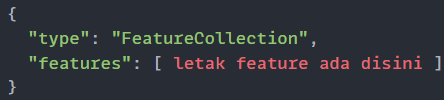 {
  "type": "FeatureCollection",
  "features": [ letak feature ada disini ]
}